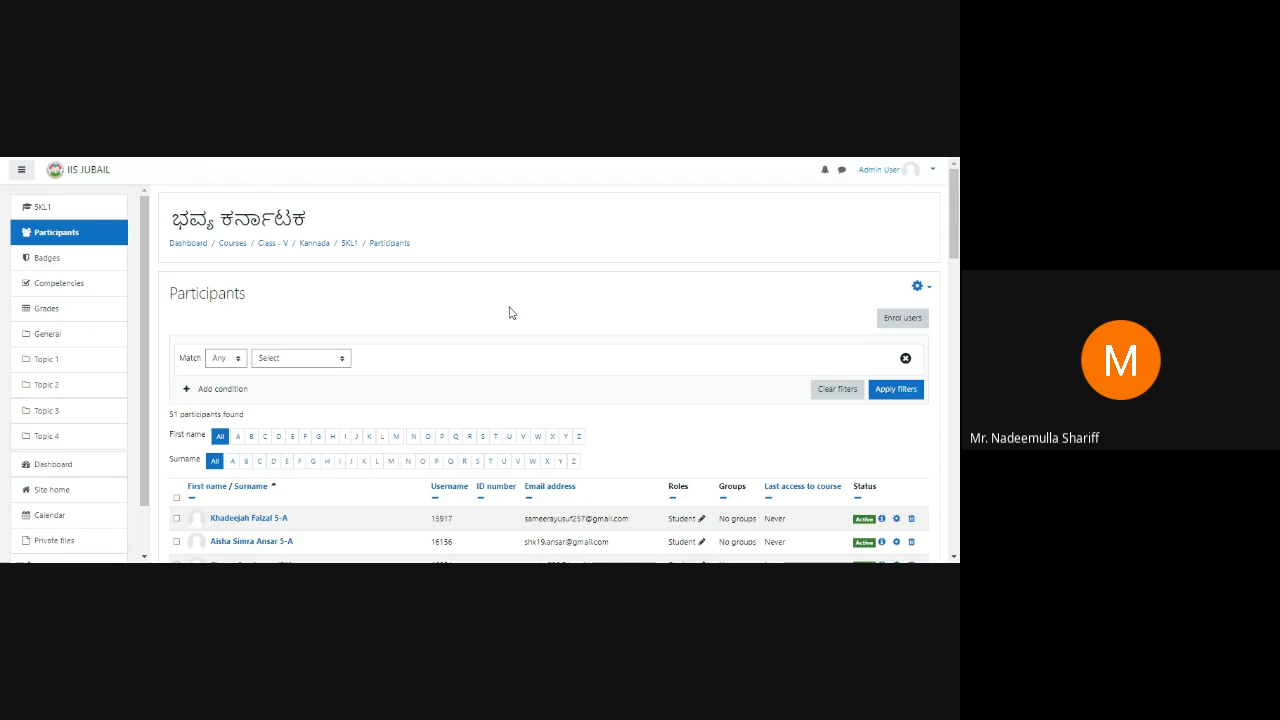 IIS JUBAIL
Admin User
5KL1
Participants
Badges
Competencies
Grades
General
Topic 1
Topic 2
Topic 3
Topic 4
Dashboard
Site home
Calendar
Private files
ಭವ್ಯ ಕರ್ನಾಟಕ
Dashboard / Courses / Class - V / Kannada / 5KL1 / Participants
Participants
Enrol users
Match Any Select
Add condition
Clear filters Apply filters
51 participants found
First name All A B C D E F G H I J K L M N O P Q R S T U V W X Y Z
Surname All A B C D E F G H I J K L M N O P Q R S T U V W X Y Z
First name / Surname Username ID number Email address Roles Groups Last access to course Status
Khadeejah Faizal 5-A 15917 sameerayusuf257@gmail.com Student No groups Never Active
Aisha Simra Ansar 5-A 16156 shk19.ansar@gmail.com Student No groups Never Active
M
Mr. Nadeemulla Shariff